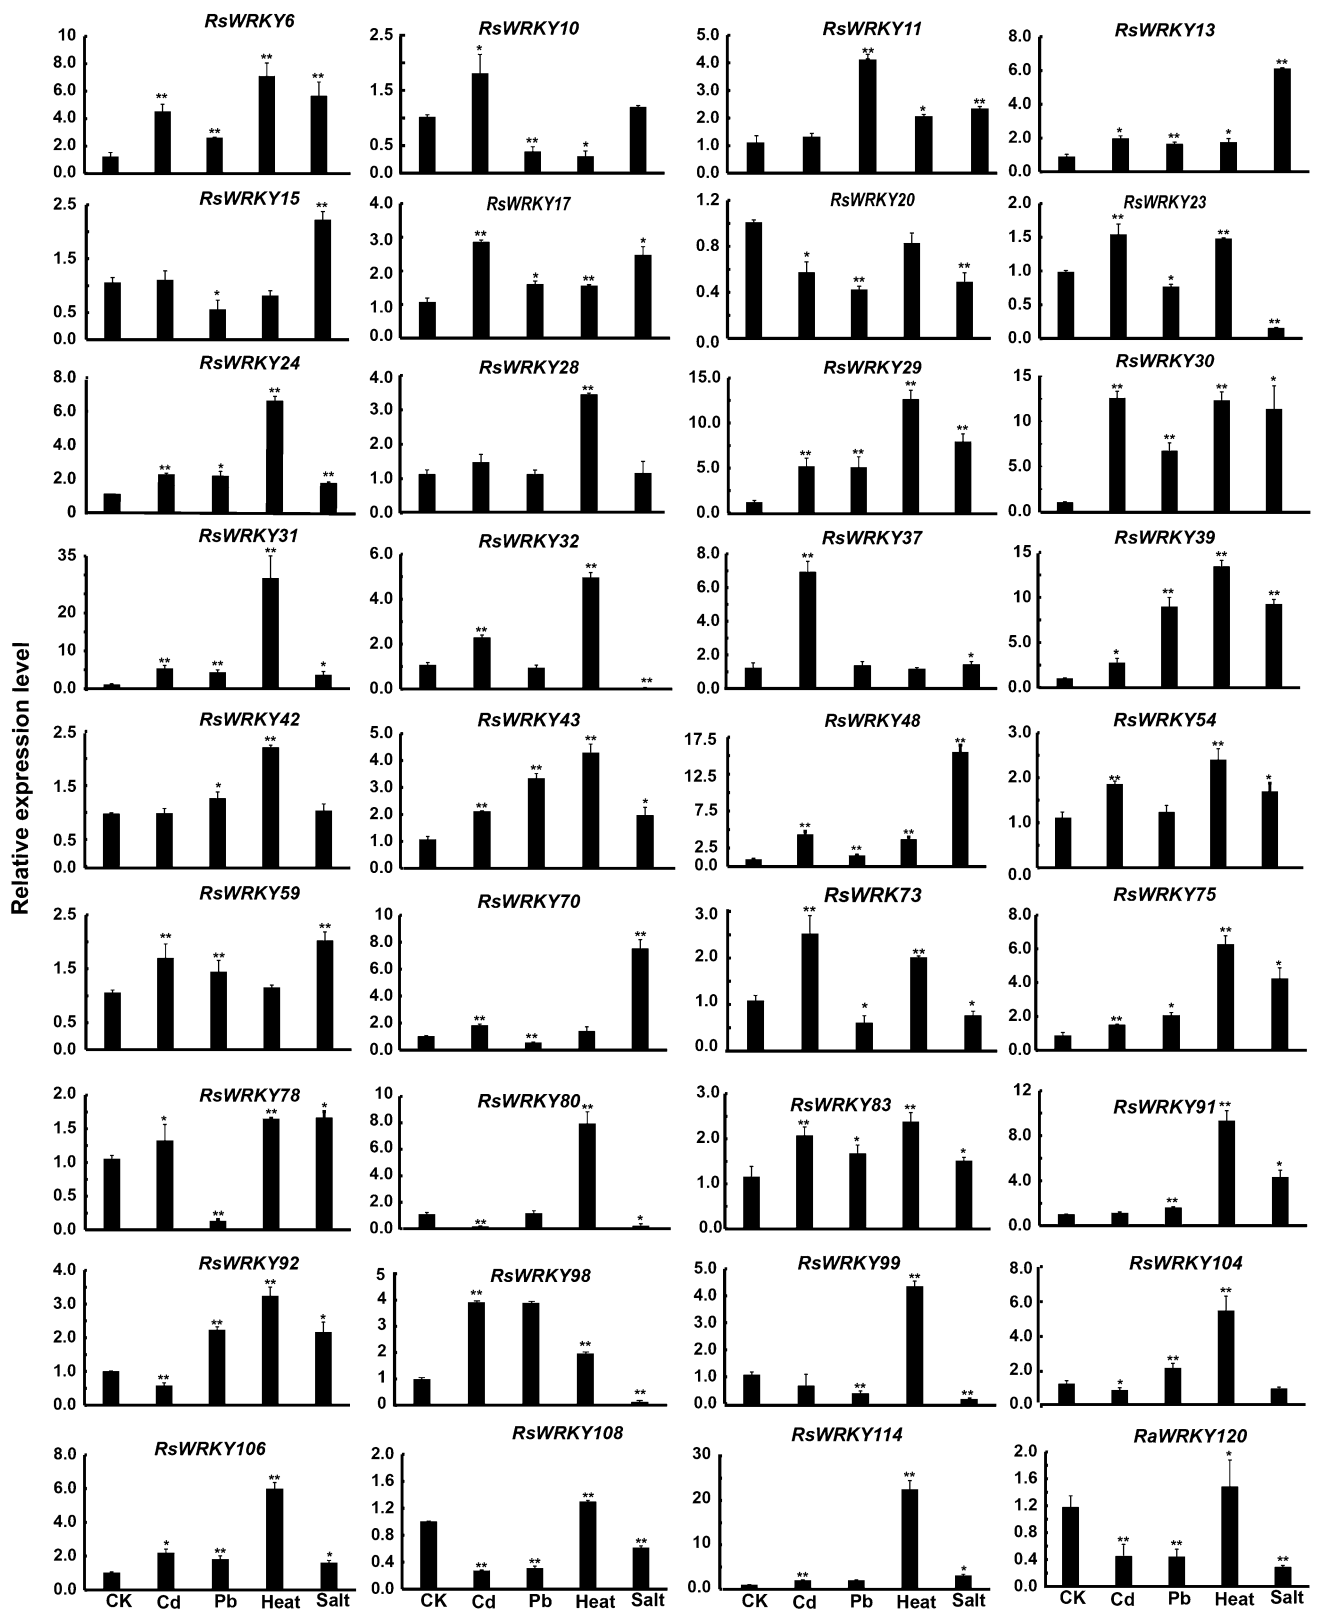 Relative expression level
RsWRKY6 RsWRKY10 RsWRKY11 RsWRKY13
10 8.0 6.0 4.0 2.0 0.0
** ** ** **
2.5 1.5 0.5 0.0
* ** *
5.0 4.0 3.0 2.0 1.0 0.0
** * **
8.0 6.0 4.0 2.0 0.0
* ** * **
RsWRKY15 RsWRKY17 RsWRKY20 RsWRKY23
2.5 1.5 0.5 0.0
* **
4.0 3.0 2.0 1.0 0.0
** * ** *
1.2 0.8 0.4 0.0
* ** **
2.0 1.5 1.0 0.5 0.0
** * ** **
RsWRKY24 RsWRKY28 RsWRKY29 RsWRKY30
8.0 6.0 4.0 2.0 0
** * ** **
4.0 3.0 2.0 1.0 0.0
**
15.0 10.0 5.0 0.0
** ** ** **
15 10 5.0 0.0
** ** ** *
RsWRKY31 RsWRKY32 RsWRKY37 RsWRKY39
35 20 10 0.0
** ** ** *
6.0 4.0 2.0 0.0
** ** **
8.0 6.0 4.0 2.0 0.0
** *
15 10 5.0 0.0
* ** ** **
RsWRKY42 RsWRKY43 RsWRKY48 RsWRKY54
2.5 1.5 0.5 0.0
* **
5.0 4.0 3.0 2.0 1.0 0.0
** ** ** *
17.5 12.5 7.5 2.5 0.0
** ** ** **
3.0 2.0 1.0 0.0
** ** *
RsWRKY59 RsWRKY70 RsWRK73 RsWRKY75
2.5 1.5 0.5 0.0
** ** **
10 8.0 6.0 4.0 2.0 0.0
** ** **
3.0 2.0 1.0 0.0
** * ** *
8.0 6.0 4.0 2.0 0.0
** * ** *
RsWRKY78 RsWRKY80 RsWRKY83 RsWRKY91
2.0 1.5 1.0 0.5 0.0
* ** ** *
10 8.0 6.0 4.0 2.0 0.0
** ** *
3.0 2.0 1.0 0.0
** * ** *
12 8.0 4.0 0.0
** ** *
RsWRKY92 RsWRKY98 RsWRKY99 RsWRKY104
4.0 3.0 2.0 1.0 0.0
** ** ** *
5 4 3 2 1 0
** ** **
5.0 4.0 3.0 2.0 1.0 0.0
** ** **
8.0 6.0 4.0 2.0 0.0
* ** **
RsWRKY106 RsWRKY108 RsWRKY114 RaWRKY120
8.0 6.0 4.0 2.0 0.0
* ** ** *
2.0 1.6 1.2 0.8 0.4 0.0
** ** ** **
30 20 10 0.0
** ** *
2.0 1.6 1.2 0.8 0.4 0.0
** ** * **
CK Cd Pb Heat Salt CK Cd Pb Heat Salt CK Cd Pb Heat Salt CK Cd Pb Heat Salt